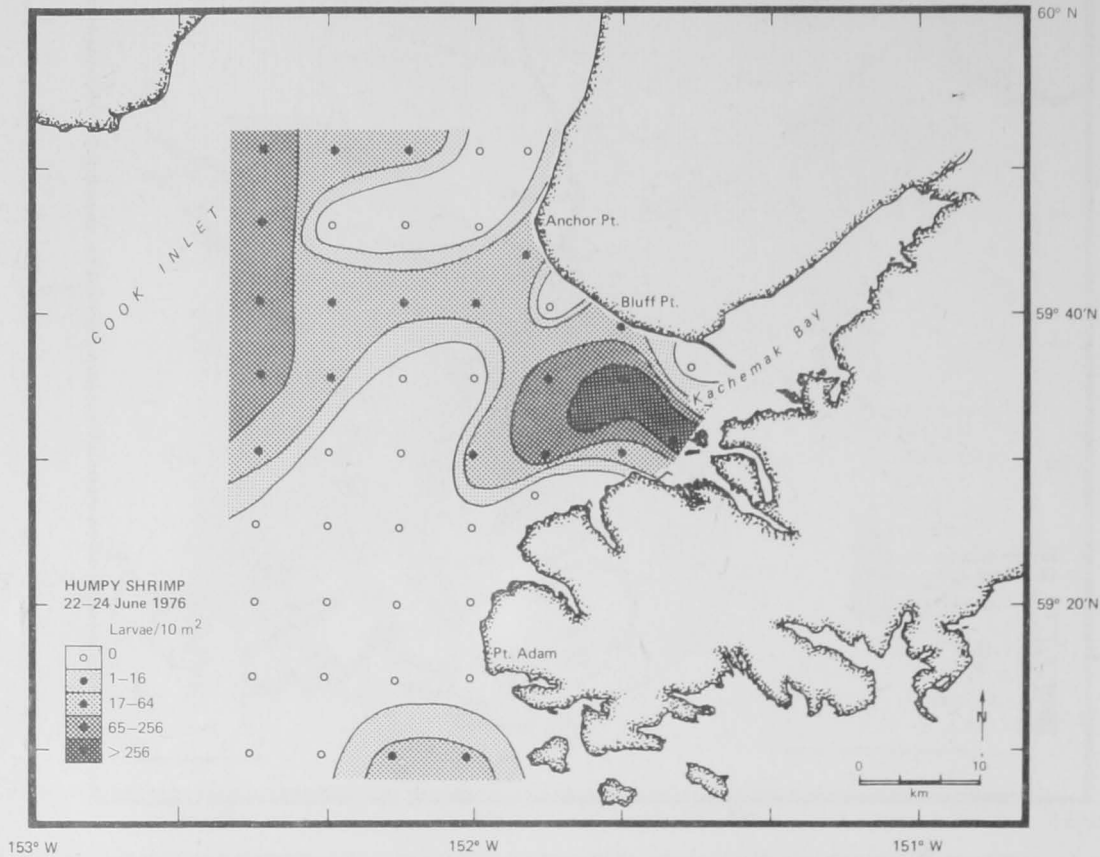 60° N
Anchor Pt.
COOK INLET
Bluff Pt.
59° 40'N
Kachemak Bay
HUMPY SHRIMP
22–24 June 1976
Larvae/10 m²
0
1–16
17–64
65–256
> 256
59° 20'N
Pt. Adam
N
0 10
km
153° W 152° W 151° W